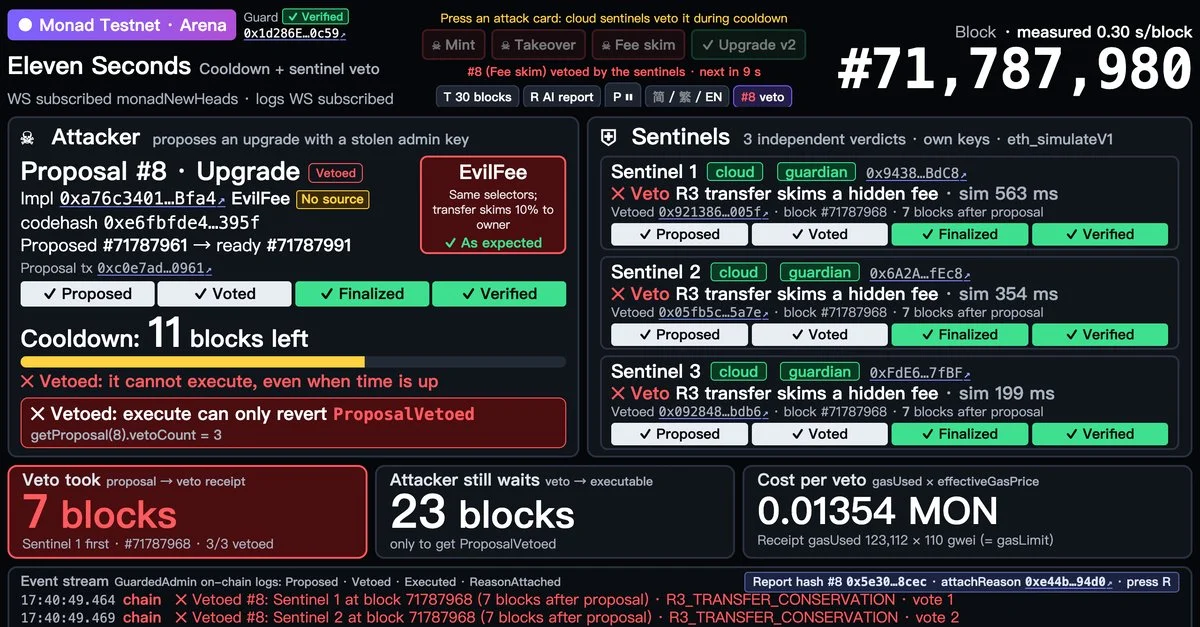 Monad Testnet · Arena
Guard ✓ Verified
0x1d286E…0c59↗
Eleven Seconds Cooldown + sentinel veto
WS subscribed monadNewHeads · logs WS subscribed
Press an attack card: cloud sentinels veto it during cooldown
☠ Mint ☠ Takeover ☠ Fee skim ✓ Upgrade v2
#8 (Fee skim) vetoed by the sentinels · next in 9 s
T 30 blocks R AI report P ⏸ 简 / 繁 / EN #8 veto
Block · measured 0.30 s/block
#71,787,980
☠ Attacker proposes an upgrade with a stolen admin key
Proposal #8 · Upgrade Vetoed
Impl 0xa76c3401…Bfa4↗ EvilFee No source
codehash 0xe6fbfde4…395f
Proposed #71787961 → ready #71787991
Proposal tx 0xc0e7ad…0961↗
EvilFee
Same selectors;
transfer skims 10% to
owner
✓ As expected
✓ Proposed ✓ Voted ✓ Finalized ✓ Verified
Cooldown: 11 blocks left
✕ Vetoed: it cannot execute, even when time is up
✕ Vetoed: execute can only revert ProposalVetoed
getProposal(8).vetoCount = 3
Sentinels 3 independent verdicts · own keys · eth_simulateV1
Sentinel 1 cloud guardian 0x9438…BdC8↗
✕ Veto R3 transfer skims a hidden fee · sim 563 ms
Vetoed 0x921386…005f↗ · block #71787968 · 7 blocks after proposal
✓ Proposed ✓ Voted ✓ Finalized ✓ Verified
Sentinel 2 cloud guardian 0x6A2A…fEc8↗
✕ Veto R3 transfer skims a hidden fee · sim 354 ms
Vetoed 0x05fb5c…5a7e↗ · block #71787968 · 7 blocks after proposal
✓ Proposed ✓ Voted ✓ Finalized ✓ Verified
Sentinel 3 cloud guardian 0xFdE6…7fBF↗
✕ Veto R3 transfer skims a hidden fee · sim 199 ms
Vetoed 0x092848…bdb6↗ · block #71787968 · 7 blocks after proposal
✓ Proposed ✓ Voted ✓ Finalized ✓ Verified
Veto took proposal → veto receipt
7 blocks
Sentinel 1 first · #71787968 · 3/3 vetoed
Attacker still waits veto → executable
23 blocks
only to get ProposalVetoed
Cost per veto gasUsed × effectiveGasPrice
0.01354 MON
Receipt gasUsed 123,112 × 110 gwei (= gasLimit)
Event stream GuardedAdmin on-chain logs: Proposed · Vetoed · Executed · ReasonAttached
Report hash #8 0x5e30…8cec · attachReason 0xe44b…94d0↗ · press R
17:40:49.464 chain ✕ Vetoed #8: Sentinel 1 at block 71787968 (7 blocks after proposal) · R3_TRANSFER_CONSERVATION · vote 1
17:40:49.469 chain ✕ Vetoed #8: Sentinel 2 at block 71787968 (7 blocks after proposal) · R3_TRANSFER_CONSERVATION · vote 2